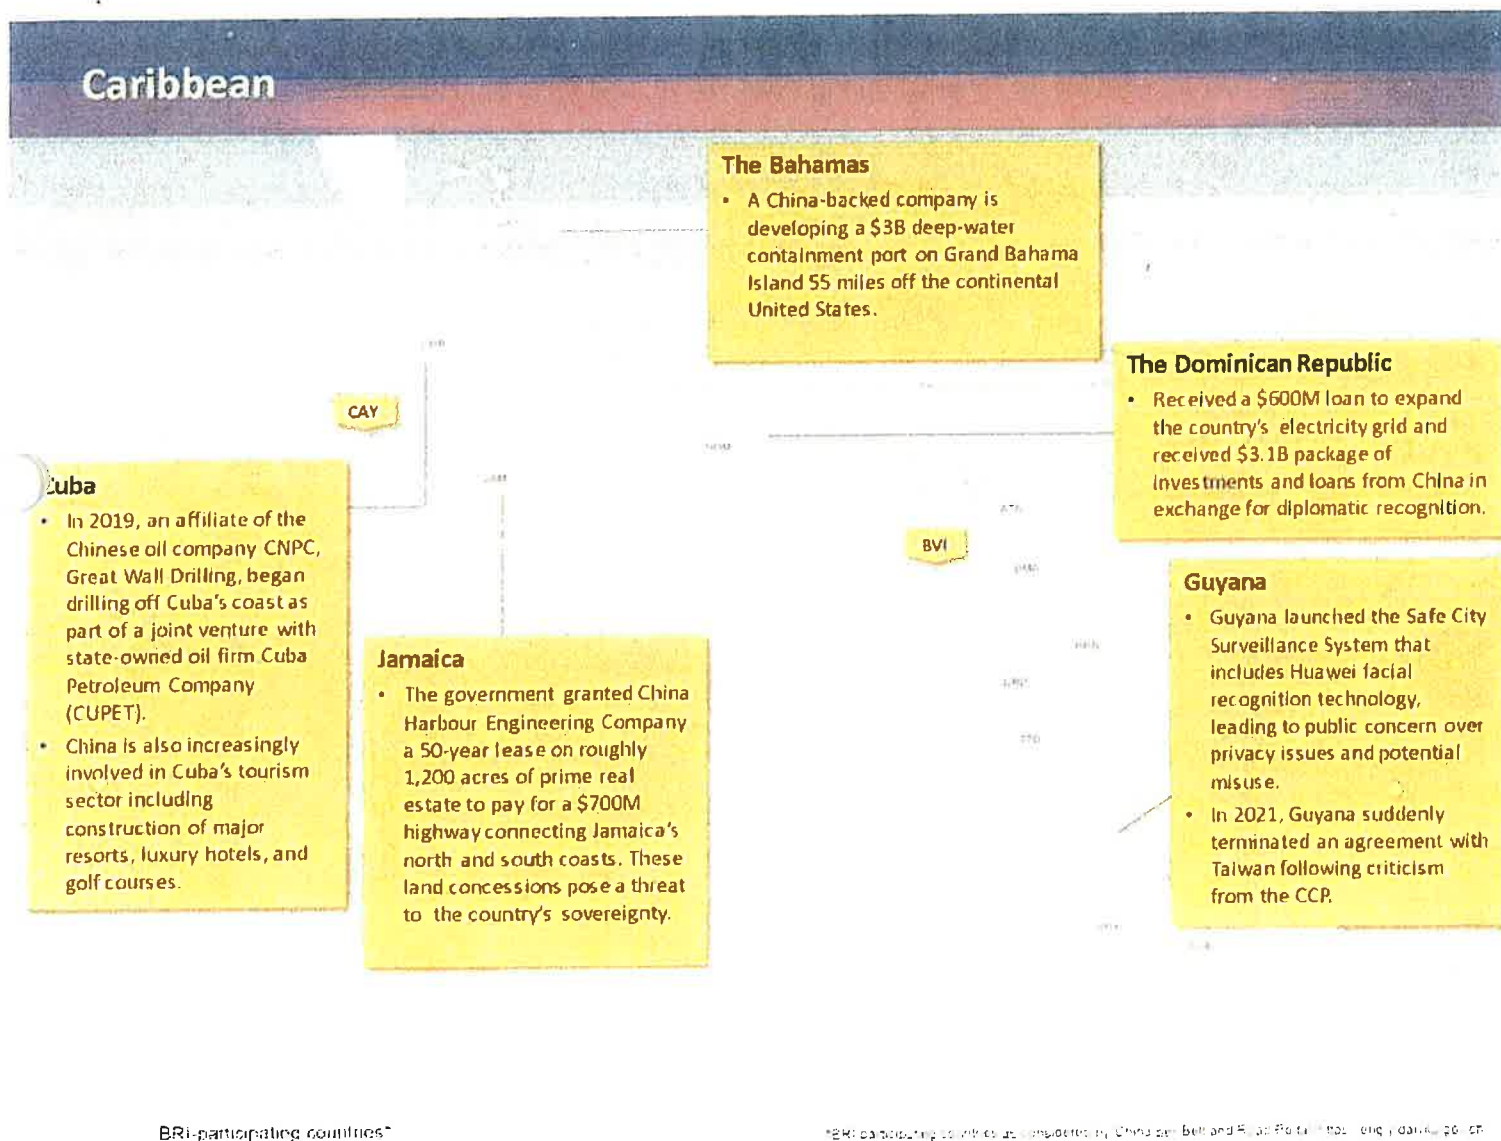 Caribbean
The Bahamas
• A China-backed company is
developing a $3B deep-water
containment port on Grand Bahama
Island 55 miles off the continental
United States.
CAY
The Dominican Republic
• Received a $600M loan to expand
the country's electricity grid and
received $3.1B package of
investments and loans from China in
exchange for diplomatic recognition.
Cuba
• In 2019, an affiliate of the
Chinese oil company CNPC,
Great Wall Drilling, began
drilling off Cuba's coast as
part of a joint venture with
state-owned oil firm Cuba
Petroleum Company
(CUPET).
• China is also increasingly
involved in Cuba's tourism
sector including
construction of major
resorts, luxury hotels, and
golf courses.
BVI
Jamaica
• The government granted China
Harbour Engineering Company
a 50-year lease on roughly
1,200 acres of prime real
estate to pay for a $700M
highway connecting Jamaica's
north and south coasts. These
land concessions pose a threat
to the country's sovereignty.
Guyana
• Guyana launched the Safe City
Surveillance System that
includes Huawei facial
recognition technology,
leading to public concern over
privacy issues and potential
misuse.
• In 2021, Guyana suddenly
terminated an agreement with
Taiwan following criticism
from the CCP.
BRI-participating countries*